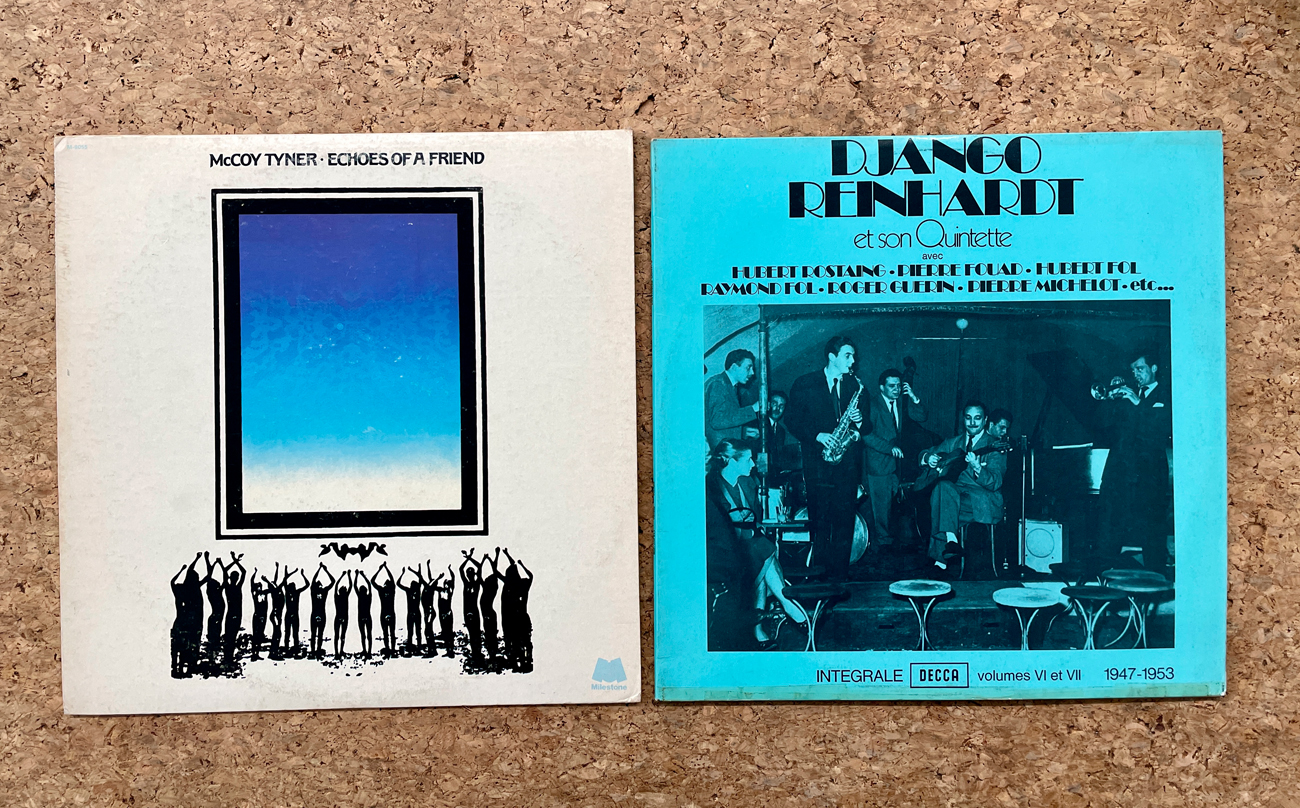 McCOY TYNER · ECHOES OF A FRIEND
Milestone
DJANGO
REINHARDT
et son Quintette
avec
HUBERT ROSTAING • PIERRE FOUAD • HUBERT FOL
RAYMOND FOL • ROGER GUERIN • PIERRE MICHELOT • etc...
INTEGRALE DECCA volumes VI et VII 1947-1953